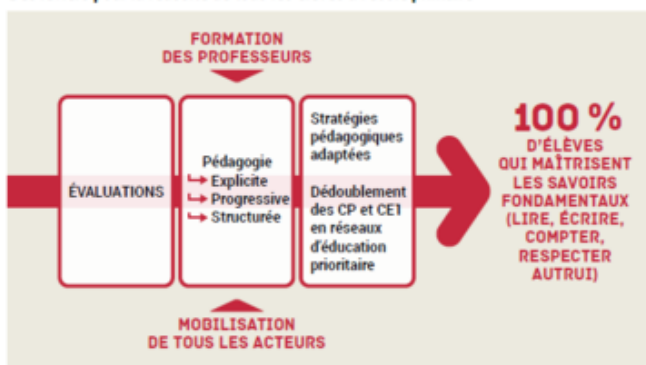 FORMATION
DES PROFESSEURS
ÉVALUATIONS
Pédagogie
Explicite
Progressive
Structurée
Stratégies
pédagogiques
adaptées
Dédoublement
des CP et CE1
en réseaux
d'éducation
prioritaire
100 %
D'ÉLÈVES
QUI MAÎTRISENT
LES SAVOIRS
FONDAMENTAUX
(LIRE, ÉCRIRE,
COMPTER,
RESPECTER
AUTRUI)
MOBILISATION
DE TOUS LES ACTEURS